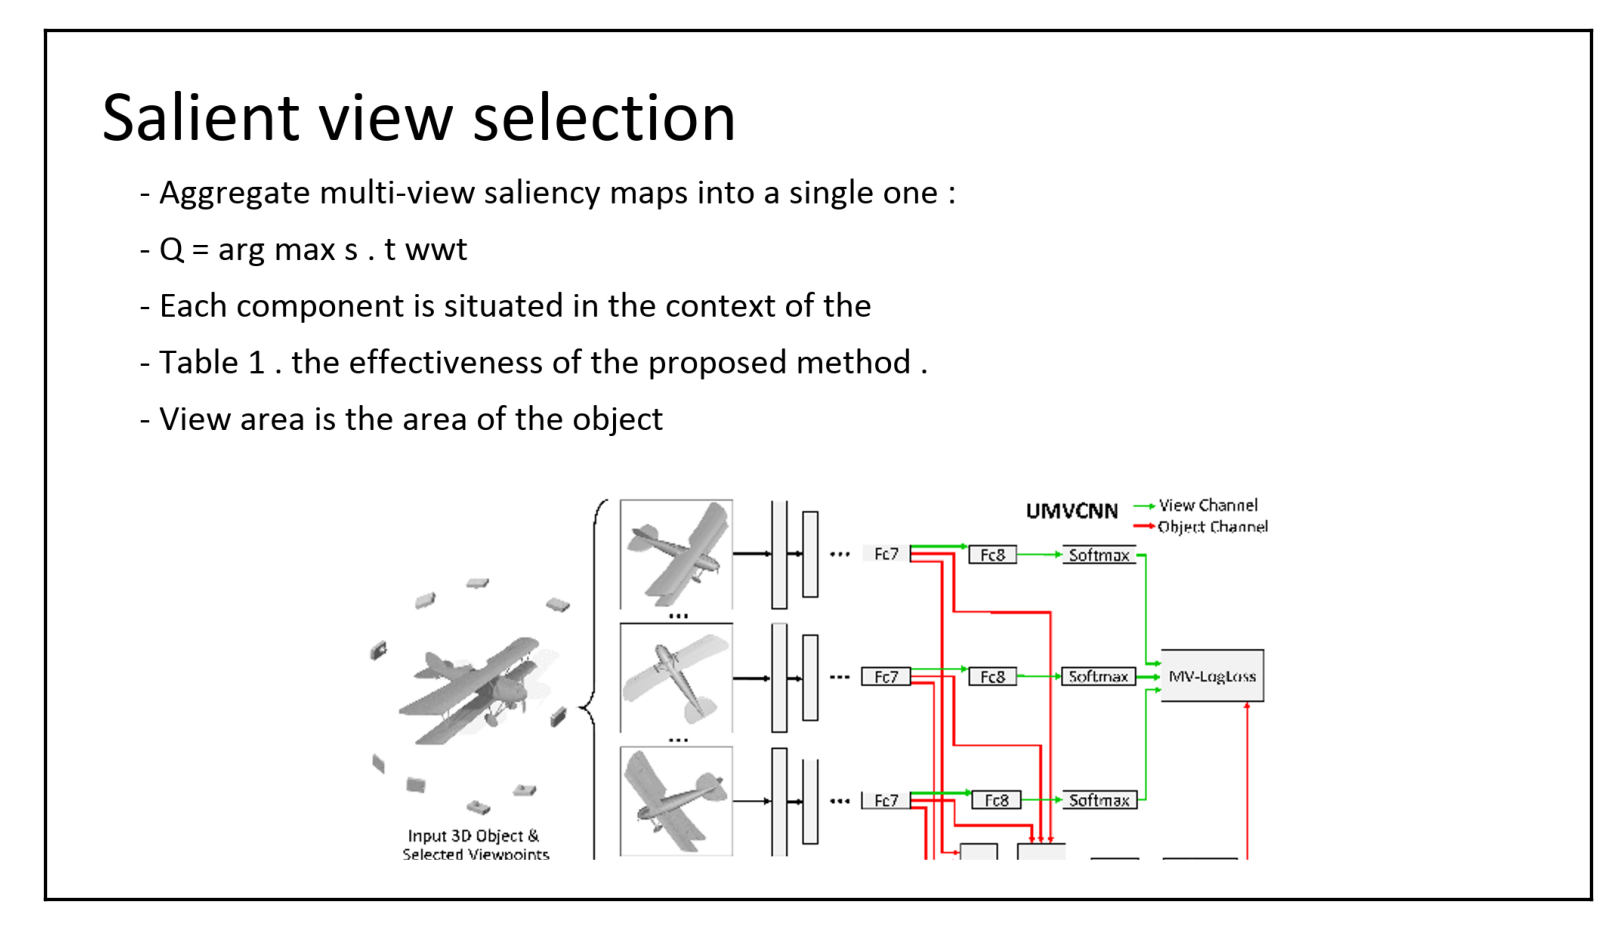 Salient view selection
- Aggregate multi-view saliency maps into a single one :
- Q = arg max s . t wwt
- Each component is situated in the context of the
- Table 1 . the effectiveness of the proposed method .
- View area is the area of the object
UMVCNN
View Channel
Object Channel
... Fc7 Fc8 Softmax
...
... Fc7 Fc8 Softmax MV-LogLoss
...
... Fc7 Fc8 Softmax
Input 3D Object &
Selected Viewpoints